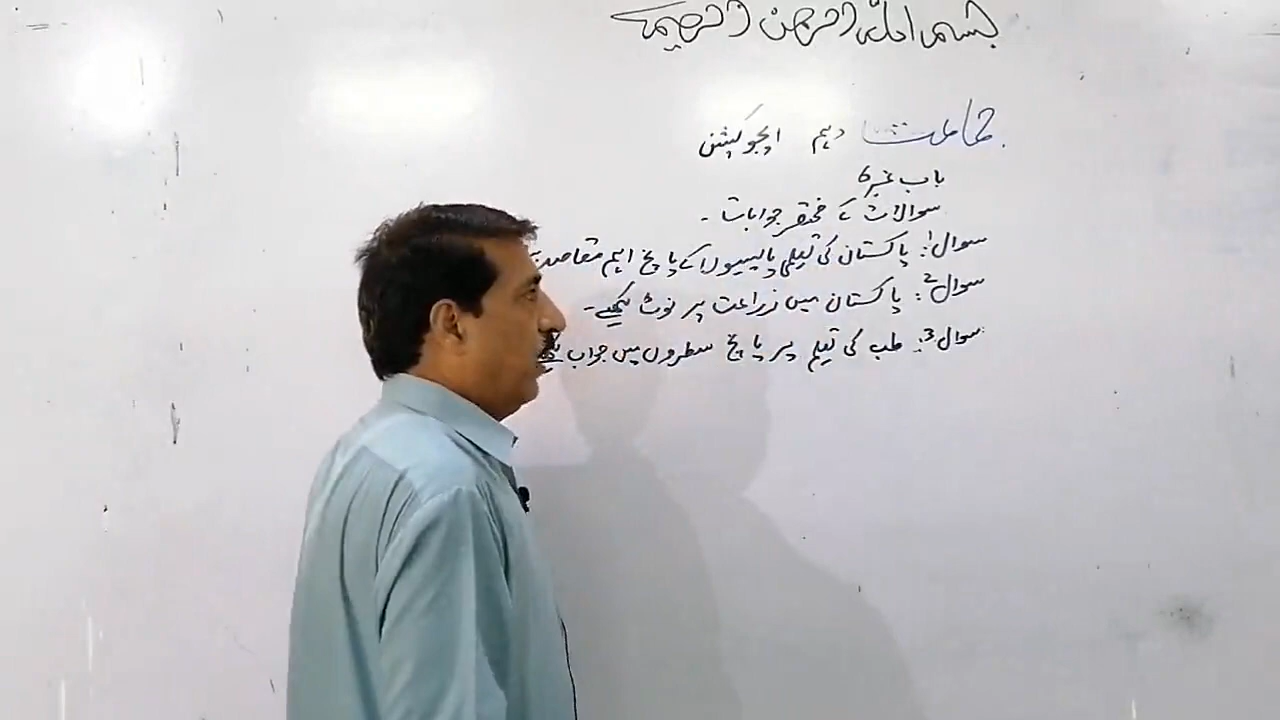 بسم اللہ الرحمن الرحیم
جماعت دہم ایجوکیشن
باب نمبر 6
سوالات کے مختصر جوابات۔
سوال 1: پاکستان کی تعلیمی پالیسیوں کے پانچ اہم مقاصد
سوال 2: پاکستان میں زراعت پر نوٹ لکھیے۔
سوال 3: طب کی تعلیم پر پانچ سطروں میں جواب